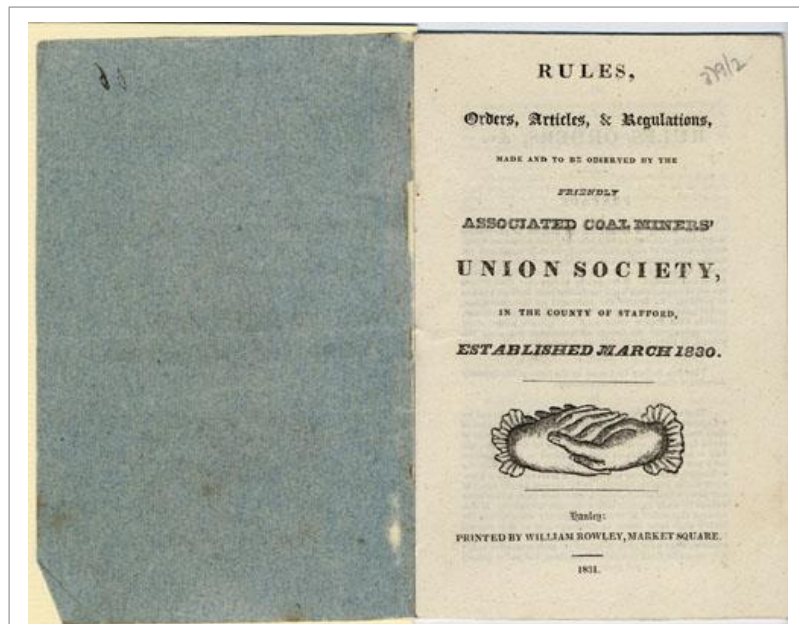 RULES,
Orders, Articles, & Regulations,
MADE AND TO BE OBSERVED BY THE
FRIENDLY
ASSOCIATED COAL MINERS'
UNION SOCIETY,
IN THE COUNTY OF STAFFORD,
ESTABLISHED MARCH 1830.
Hanley:
PRINTED BY WILLIAM ROWLEY, MARKET SQUARE.
1831.